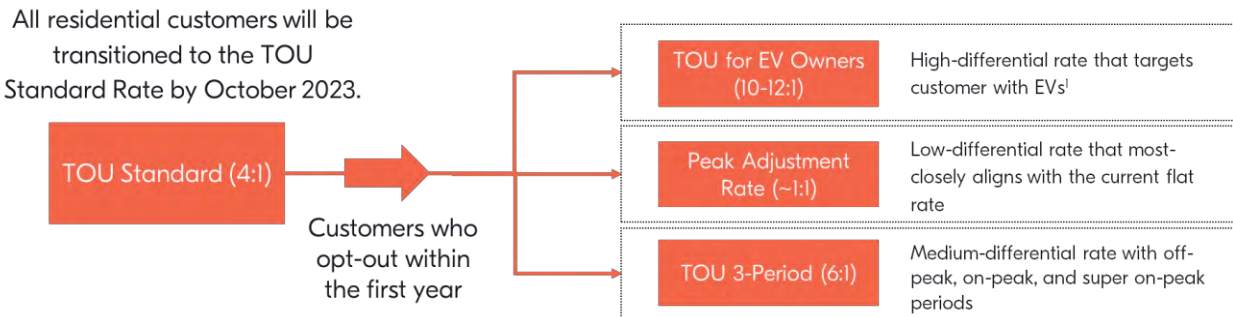 All residential customers will be
transitioned to the TOU
Standard Rate by October 2023.
TOU Standard (4:1)
Customers who
opt-out within
the first year
TOU for EV Owners
(10-12:1)
High-differential rate that targets
customer with EVs¹
Peak Adjustment
Rate (~1:1)
Low-differential rate that most-
closely aligns with the current flat
rate
TOU 3-Period (6:1)
Medium-differential rate with off-
peak, on-peak, and super on-peak
periods